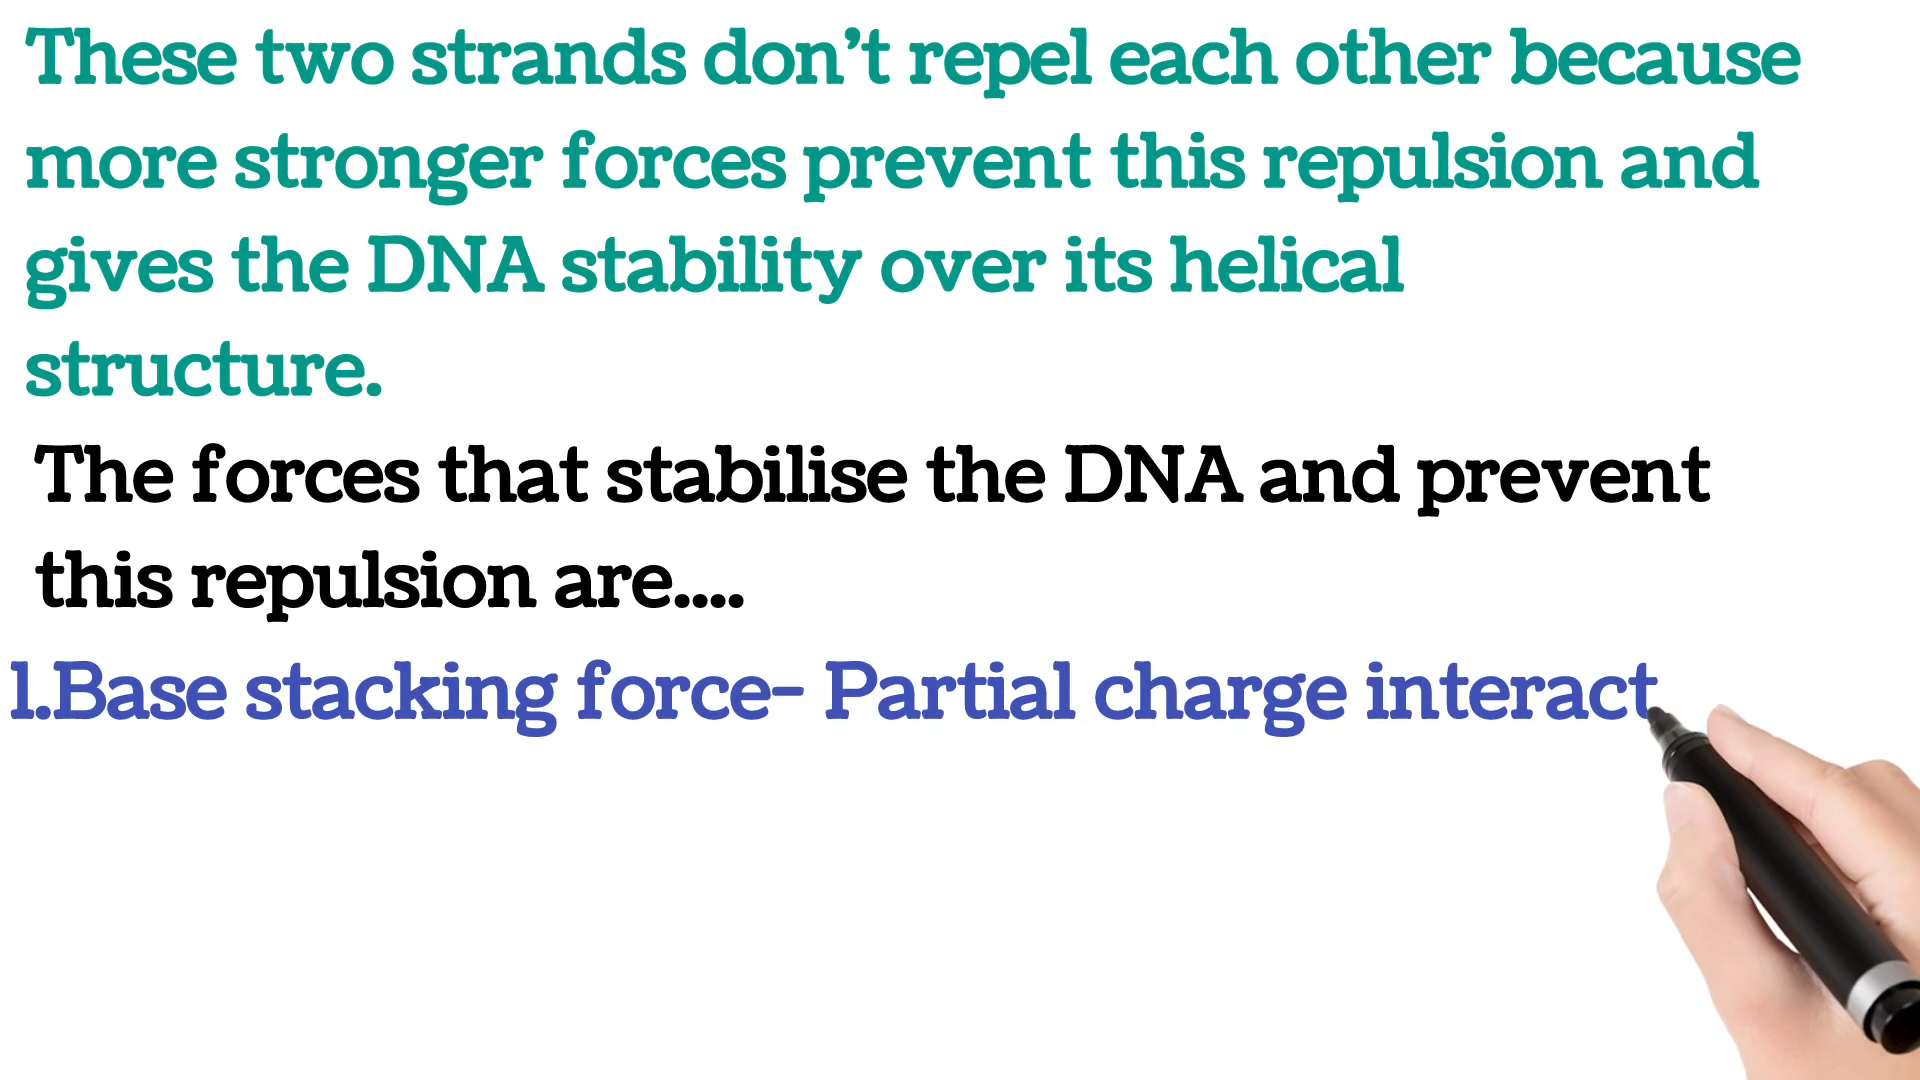 These two strands don’t repel each other because
more stronger forces prevent this repulsion and
gives the DNA stability over its helical
structure.
The forces that stabilise the DNA and prevent
this repulsion are....
1.Base stacking force- Partial charge interact